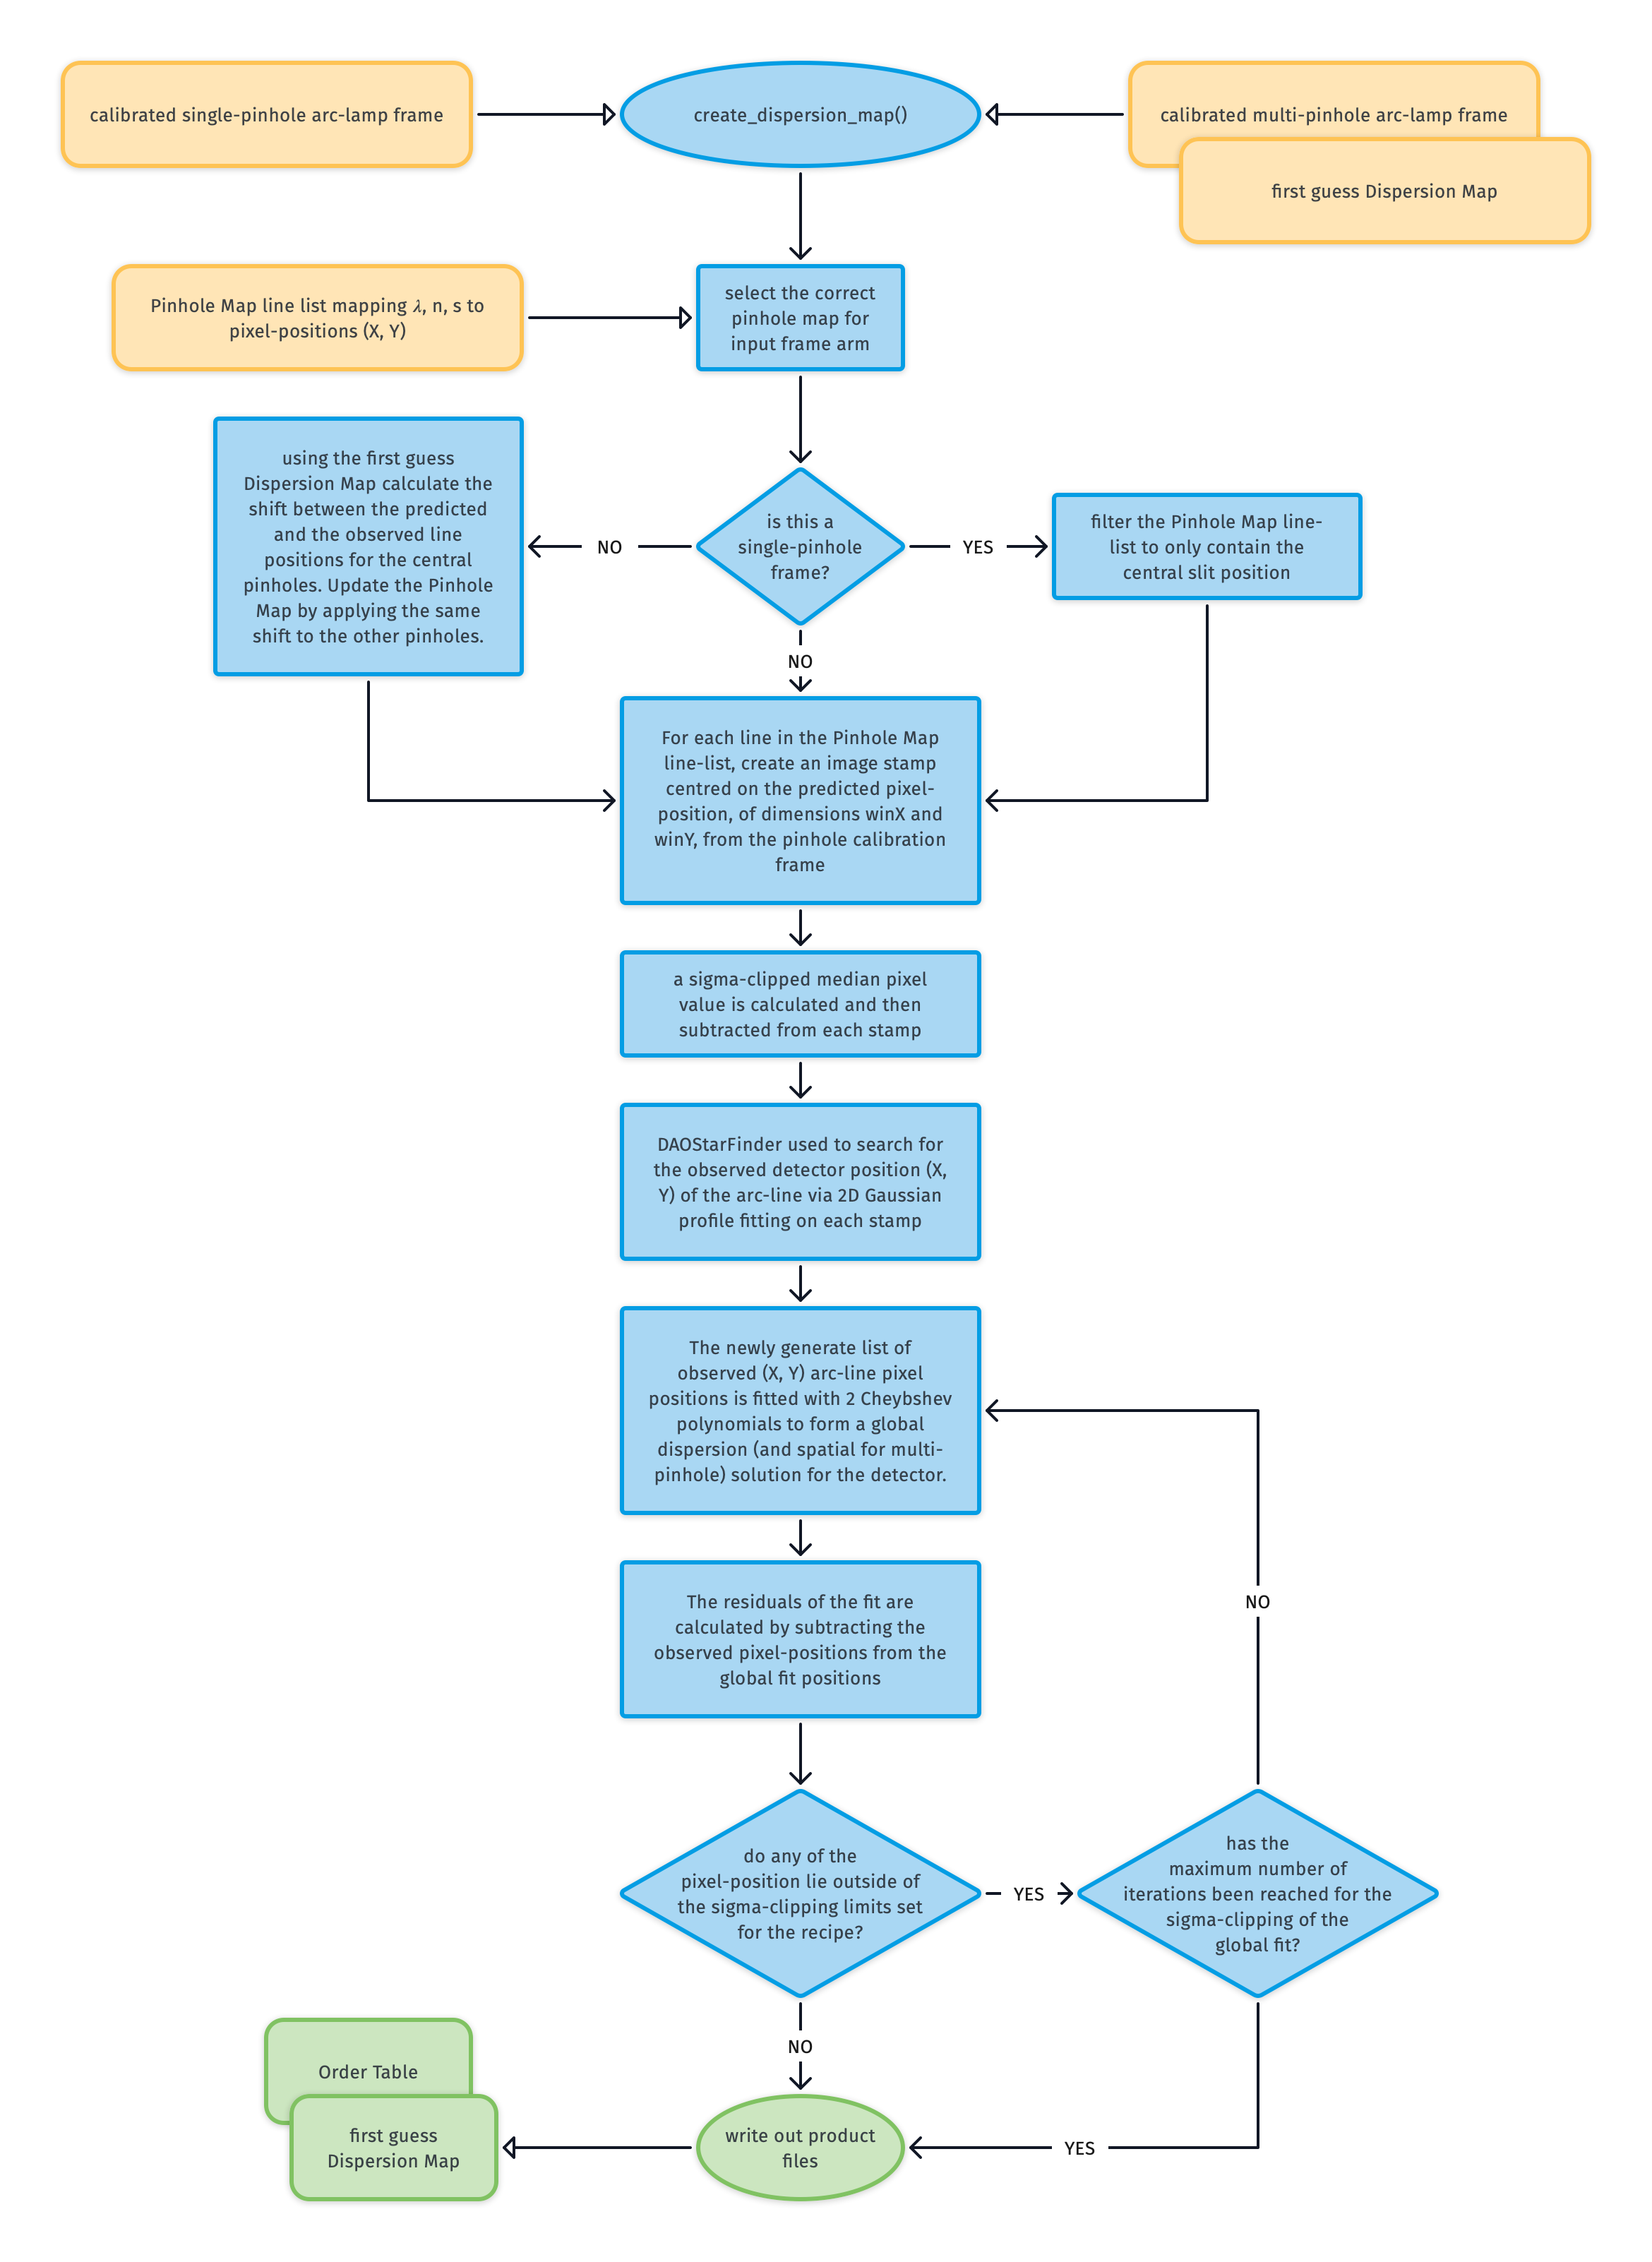 calibrated single-pinhole arc-lamp frame
create_dispersion_map()
calibrated multi-pinhole arc-lamp frame
first guess Dispersion Map
Pinhole Map line list mapping λ, n, s to
pixel-positions (X, Y)
select the correct
pinhole map for
input frame arm
using the first guess
Dispersion Map calculate the
shift between the predicted
and the observed line
positions for the central
pinholes. Update the Pinhole
Map by applying the same
shift to the other pinholes.
NO
is this a
single-pinhole
frame?
YES
filter the Pinhole Map line-
list to only contain the
central slit position
NO
For each line in the Pinhole Map
line-list, create an image stamp
centred on the predicted pixel-
position, of dimensions winX and
winY, from the pinhole calibration
frame
a sigma-clipped median pixel
value is calculated and then
subtracted from each stamp
DAOStarFinder used to search for
the observed detector position (X,
Y) of the arc-line via 2D Gaussian
profile fitting on each stamp
The newly generate list of
observed (X, Y) arc-line pixel
positions is fitted with 2 Cheybshev
polynomials to form a global
dispersion (and spatial for multi-
pinhole) solution for the detector.
The residuals of the fit are
calculated by subtracting the
observed pixel-positions from the
global fit positions
NO
do any of the
pixel-position lie outside of
the sigma-clipping limits set
for the recipe?
YES
has the
maximum number of
iterations been reached for the
sigma-clipping of the
global fit?
NO
Order Table
first guess
Dispersion Map
write out product
files
YES